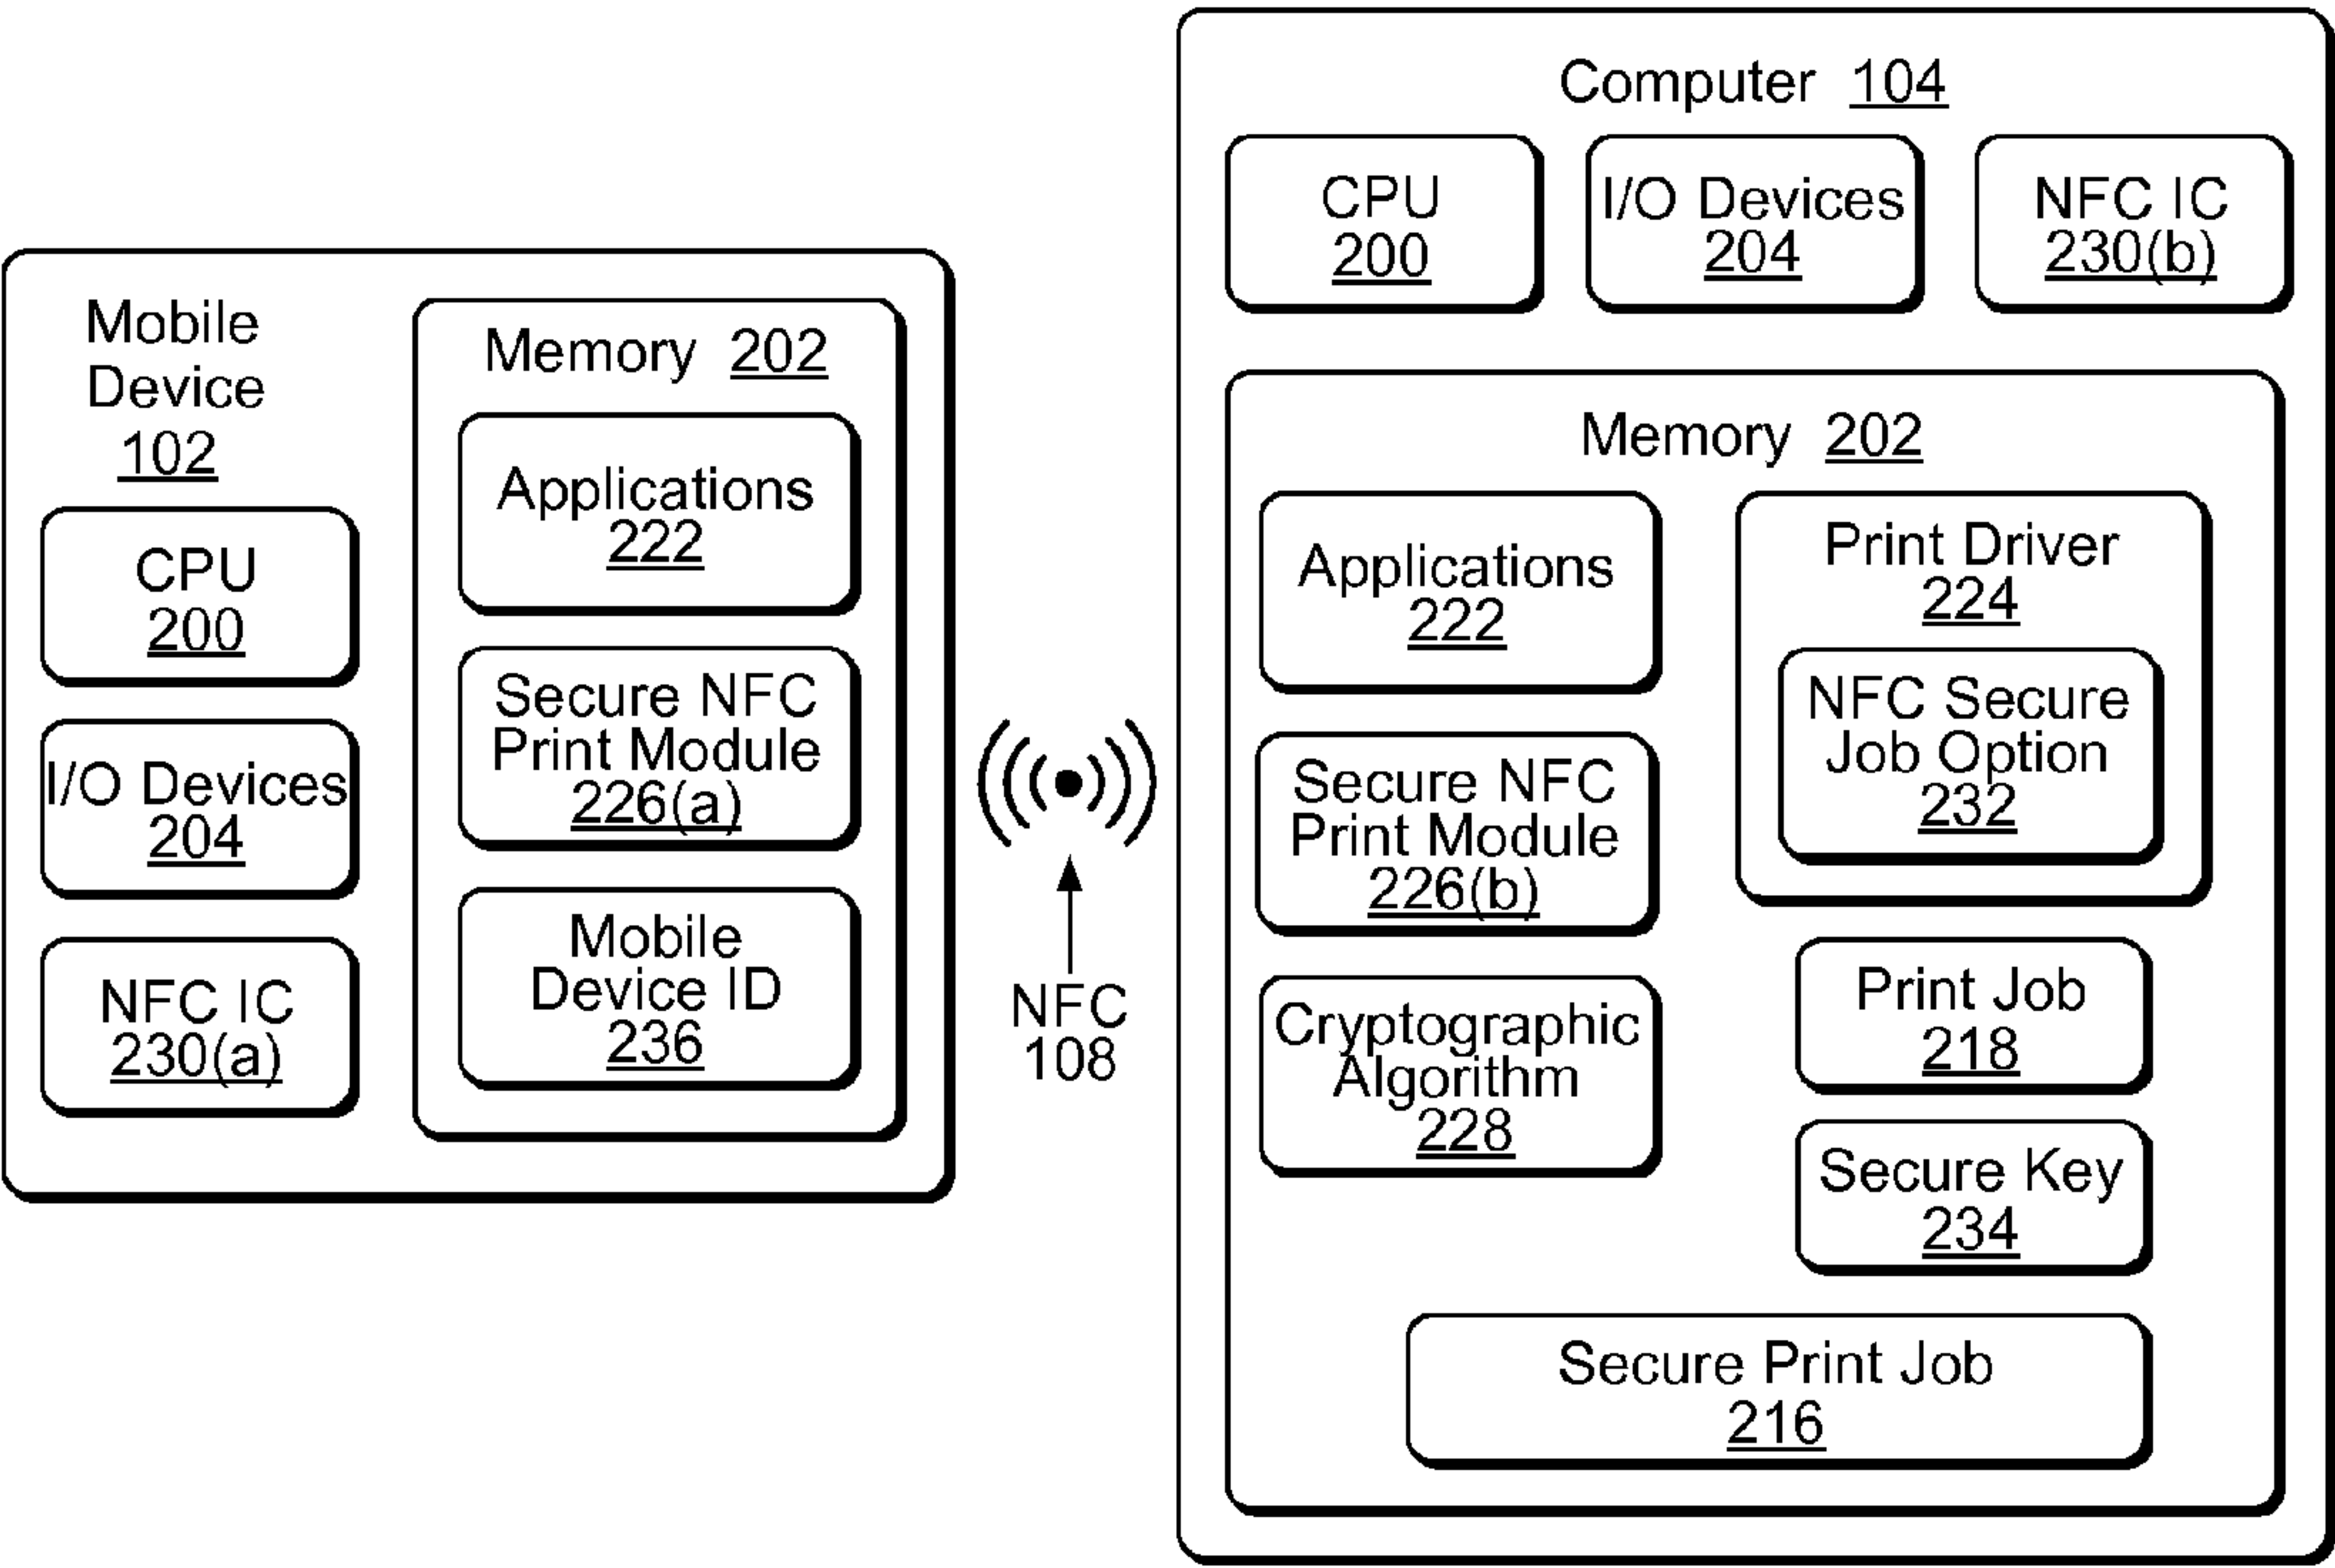 Mobile
Device
102
CPU
200
I/O Devices
204
NFC IC
230(a)
Memory 202
Applications
222
Secure NFC
Print Module
226(a)
Mobile
Device ID
236
NFC
108
Computer 104
CPU
200
I/O Devices
204
NFC IC
230(b)
Memory 202
Applications
222
Secure NFC
Print Module
226(b)
Cryptographic
Algorithm
228
Print Driver
224
NFC Secure
Job Option
232
Print Job
218
Secure Key
234
Secure Print Job
216